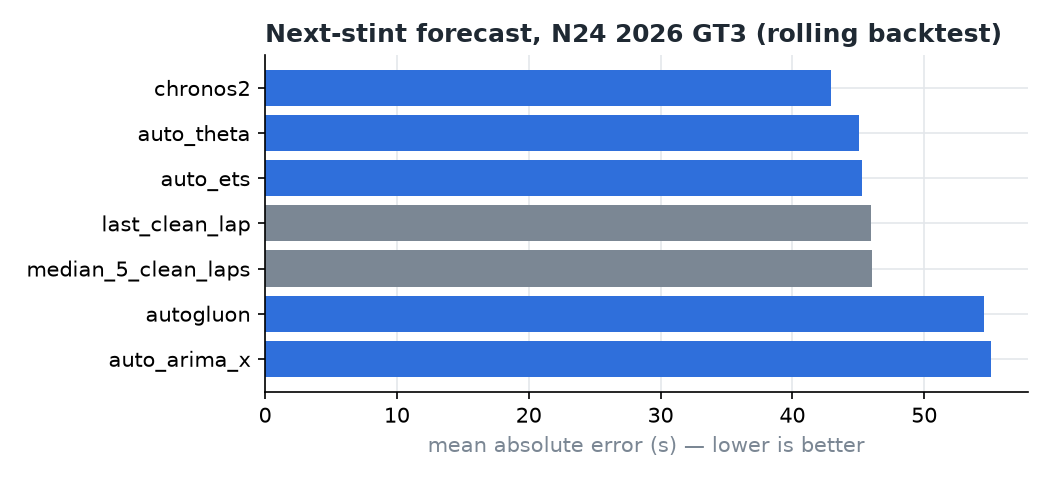 Next-stint forecast, N24 2026 GT3 (rolling backtest)
chronos2
auto_theta
auto_ets
last_clean_lap
median_5_clean_laps
autogluon
auto_arima_x
0 10 20 30 40 50
mean absolute error (s) — lower is better